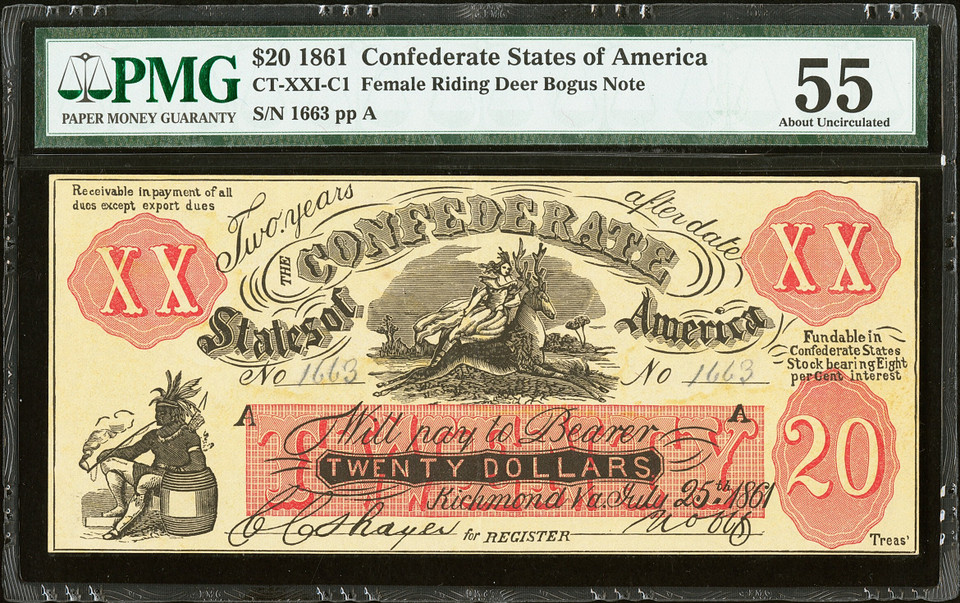 PMG
PAPER MONEY GUARANTY
$20 1861 Confederate States of America
CT-XXI-C1 Female Riding Deer Bogus Note
S/N 1663 pp A
55
About Uncirculated
Receivable in payment of all
dues except export dues
Two years
after date
XX
XX
THE CONFEDERATE
States of
America
No 1663
No 1663
Fundable in
Confederate States
Stock bearing Eight
per Cent interest
A
A
Will pay to Bearer
TWENTY DOLLARS
Richmond Va. July 25th 1861
20
for REGISTER
Treas'